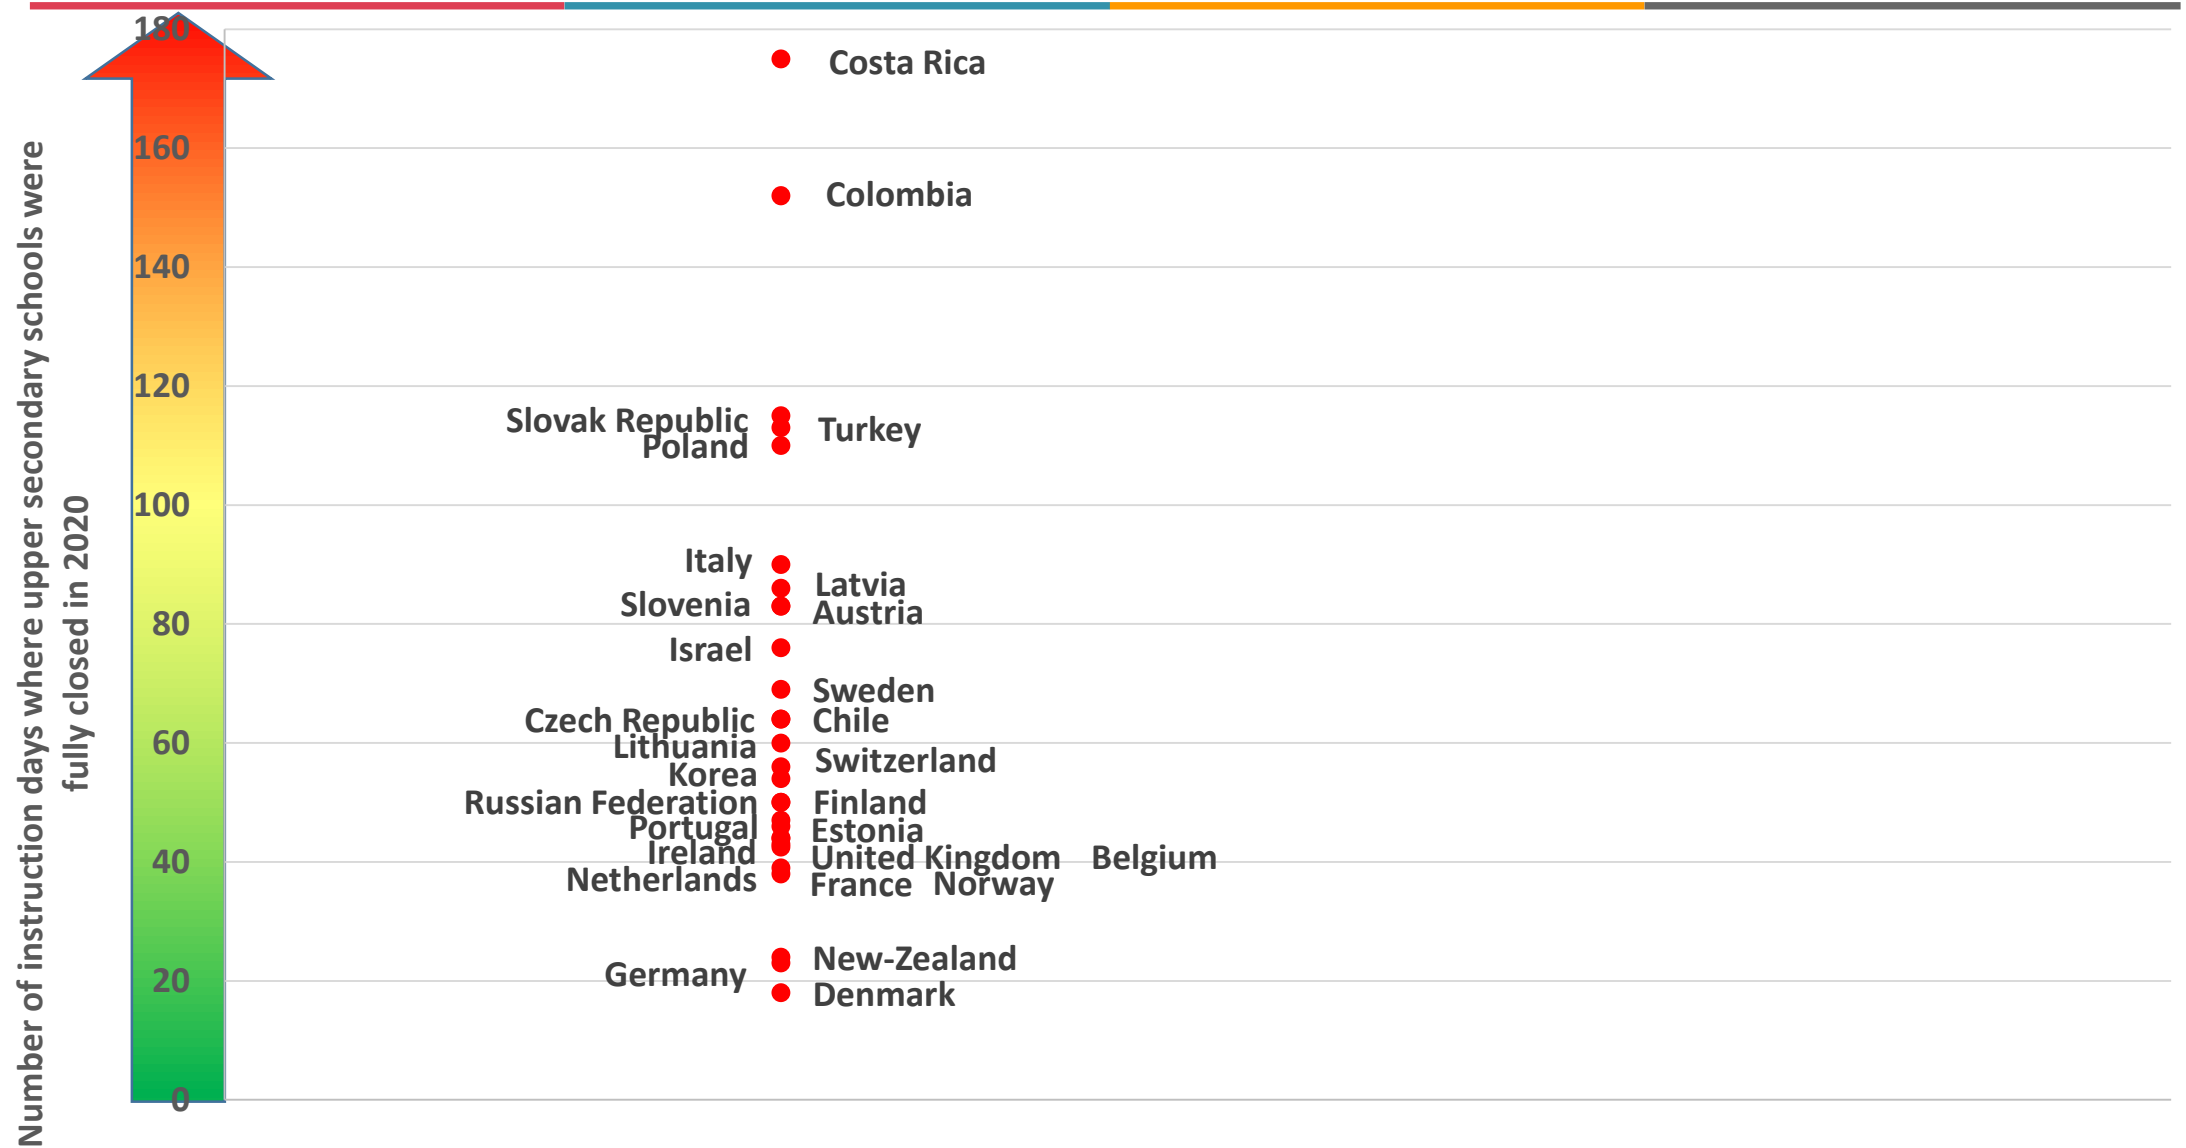 Number of instruction days where upper secondary schools were
fully closed in 2020
180
160
140
120
100
80
60
40
20
0
Costa Rica
Colombia
Slovak Republic
Turkey
Poland
Italy
Latvia
Slovenia
Austria
Israel
Sweden
Czech Republic
Chile
Lithuania
Switzerland
Korea
Russian Federation
Finland
Portugal
Estonia
Ireland
United Kingdom
Belgium
Netherlands
France
Norway
New-Zealand
Germany
Denmark